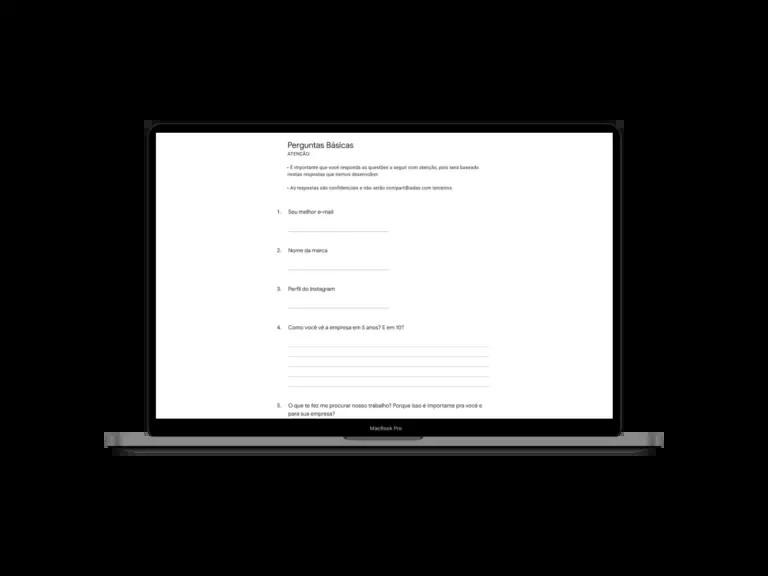 Perguntas Básicas
ATENÇÃO:
• É importante que você responda as questões a seguir com atenção, pois será baseado
nestas respostas que iremos desenvolver.
• As respostas são confidenciais e não serão compartilhadas com terceiros.
1. Seu melhor e-mail
2. Nome da marca
3. Perfil do Instagram
4. Como você vê a empresa em 5 anos? E em 10?
5. O que te fez me procurar nosso trabalho? Porque isso é importante pra você e
para sua empresa?
MacBook Pro